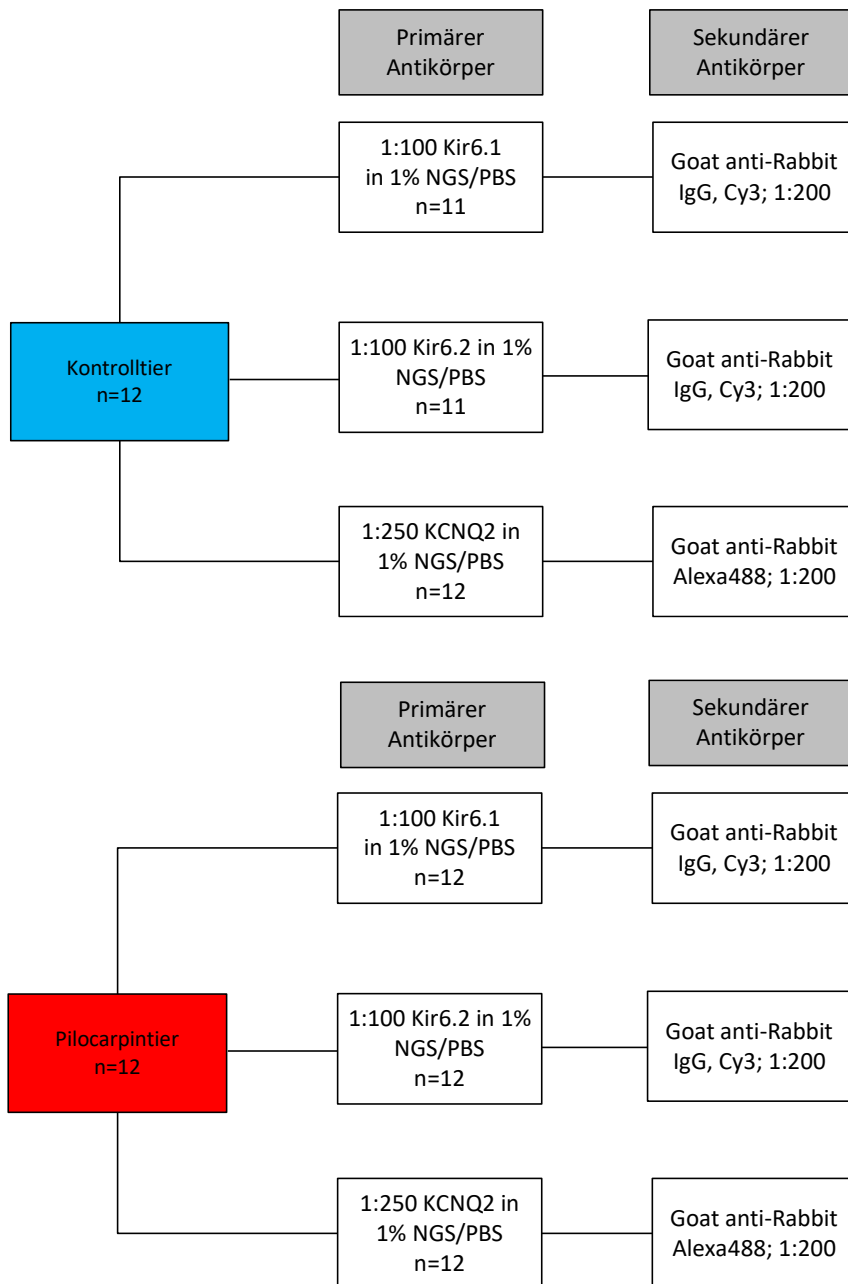 Primärer
Antikörper
Sekundärer
Antikörper
1:100 Kir6.1
in 1% NGS/PBS
n=11
Goat anti-Rabbit
IgG, Cy3; 1:200
Kontrolltier
n=12
1:100 Kir6.2 in 1%
NGS/PBS
n=11
Goat anti-Rabbit
IgG, Cy3; 1:200
1:250 KCNQ2 in
1% NGS/PBS
n=12
Goat anti-Rabbit
Alexa488; 1:200
Primärer
Antikörper
Sekundärer
Antikörper
1:100 Kir6.1
in 1% NGS/PBS
n=12
Goat anti-Rabbit
IgG, Cy3; 1:200
Pilocarpintier
n=12
1:100 Kir6.2 in 1%
NGS/PBS
n=12
Goat anti-Rabbit
IgG, Cy3; 1:200
1:250 KCNQ2 in
1% NGS/PBS
n=12
Goat anti-Rabbit
Alexa488; 1:200